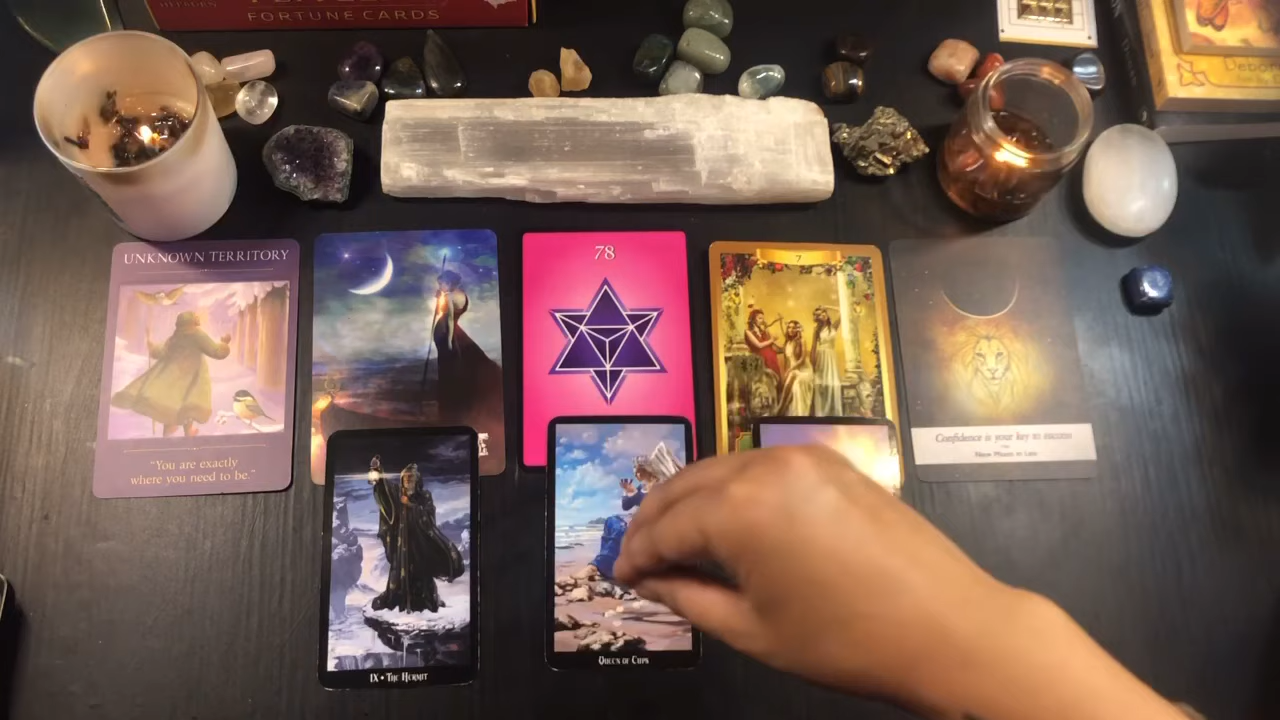 FORTUNE CARDS
UNKNOWN TERRITORY
"You are exactly
where you need to be."
78
7
Confidence is your key to success
New Moon in Leo
IX • The Hermit
Queen of Cups